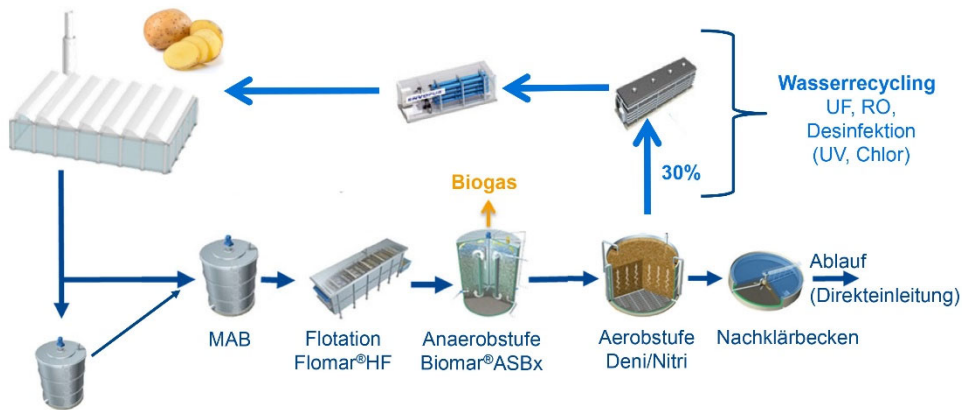 Wasserrecycling
UF, RO,
Desinfektion
(UV, Chlor)
30%
Biogas
MAB
Flotation
Flomar®HF
Anaerobstufe
Biomar®ASBx
Aerobstufe
Deni/Nitri
Nachklärbecken
Ablauf
(Direkteinleitung)